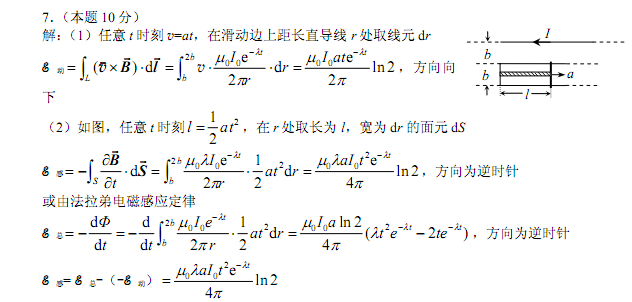 7.（本题 10 分）
解：（1）任意 t 时刻 v=at，在滑动边上距长直导线 r 处取线元 dr
ℰ动 = ∫_L (v⃗×B⃗)·dl⃗ = ∫_b^{2b} v·(μ₀I₀e^{-λt}/2πr)·dr = (μ₀I₀ate^{-λt}/2π) ln2，方向向
下
（2）如图，任意 t 时刻 l = (1/2)at²，在 r 处取长为 l，宽为 dr 的面元 dS
ℰ感 = -∫_S (∂B⃗/∂t)·dS⃗ = ∫_b^{2b} (μ₀λI₀e^{-λt}/2πr)·(1/2)at²dr = (μ₀λaI₀t²e^{-λt}/4π) ln2，方向为逆时针
或由法拉弟电磁感应定律
ℰ总 = -dΦ/dt = -(d/dt)∫_b^{2b} (μ₀I₀e^{-λt}/2πr)·(1/2)at²dr = (μ₀I₀a ln2/4π)(λt²e^{-λt} - 2te^{-λt})，方向为逆时针
ℰ感 = ℰ总 -（-ℰ动）= (μ₀λaI₀t²e^{-λt}/4π) ln2
I
b
b
a
l